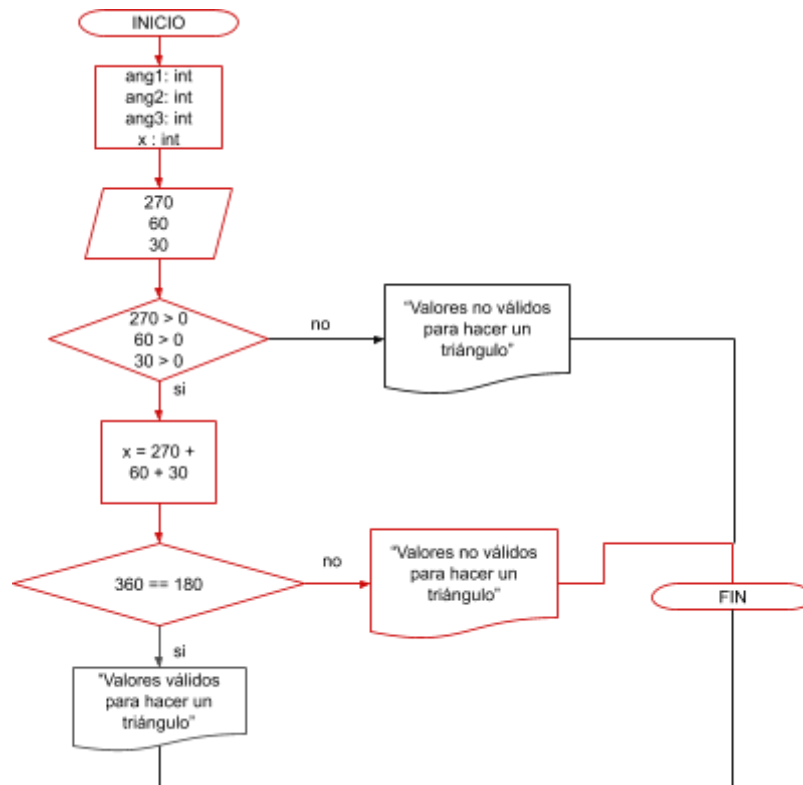 INICIO
ang1: int
ang2: int
ang3: int
x : int
270
60
30
270 > 0
60 > 0
30 > 0
no
"Valores no válidos
para hacer un
triángulo"
si
x = 270 +
60 + 30
360 == 180
no
"Valores no válidos
para hacer un
triángulo"
FIN
si
"Valores válidos
para hacer un
triángulo"